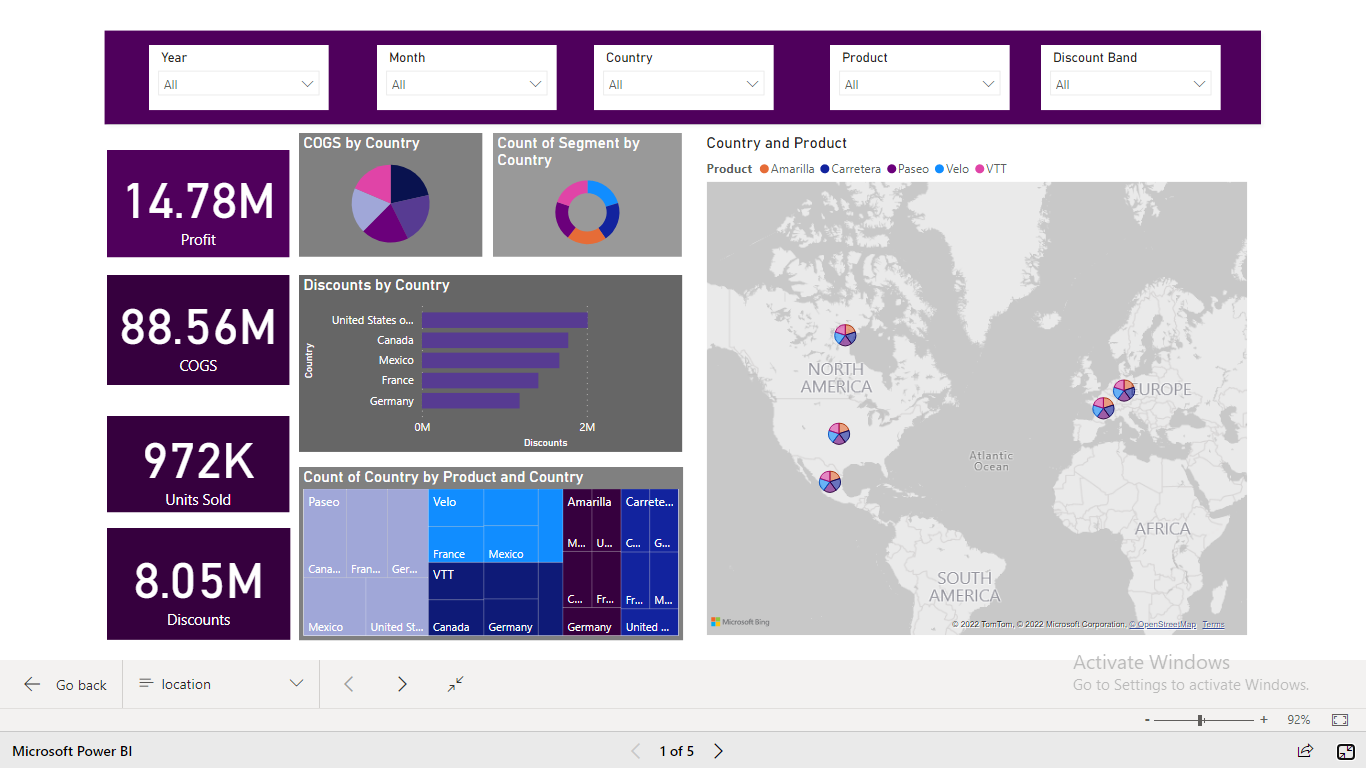 Year
All
Month
All
Country
All
Product
All
Discount Band
All
14.78M
Profit
88.56M
COGS
972K
Units Sold
8.05M
Discounts
COGS by Country
Count of Segment by
Country
Discounts by Country
Country
United States o...
Canada
Mexico
France
Germany
0M
2M
Discounts
Count of Country by Product and Country
Paseo
Cana...
Fran...
Ger...
Mexico
United St...
Velo
France
Mexico
VTT
Canada
Germany
Amarilla
M...
U...
C...
Fr...
Germany
Carrete...
C...
G...
Fr...
M...
United ...
Country and Product
Product Amarilla Carretera Paseo Velo VTT
NORTH
AMERICA
EUROPE
Atlantic
Ocean
AFRICA
SOUTH
AMERICA
Microsoft Bing
© 2022 TomTom, © 2022 Microsoft Corporation, © OpenStreetMap Terms
Activate Windows
Go to Settings to activate Windows.
Go back
location
- + 92%
Microsoft Power BI
1 of 5